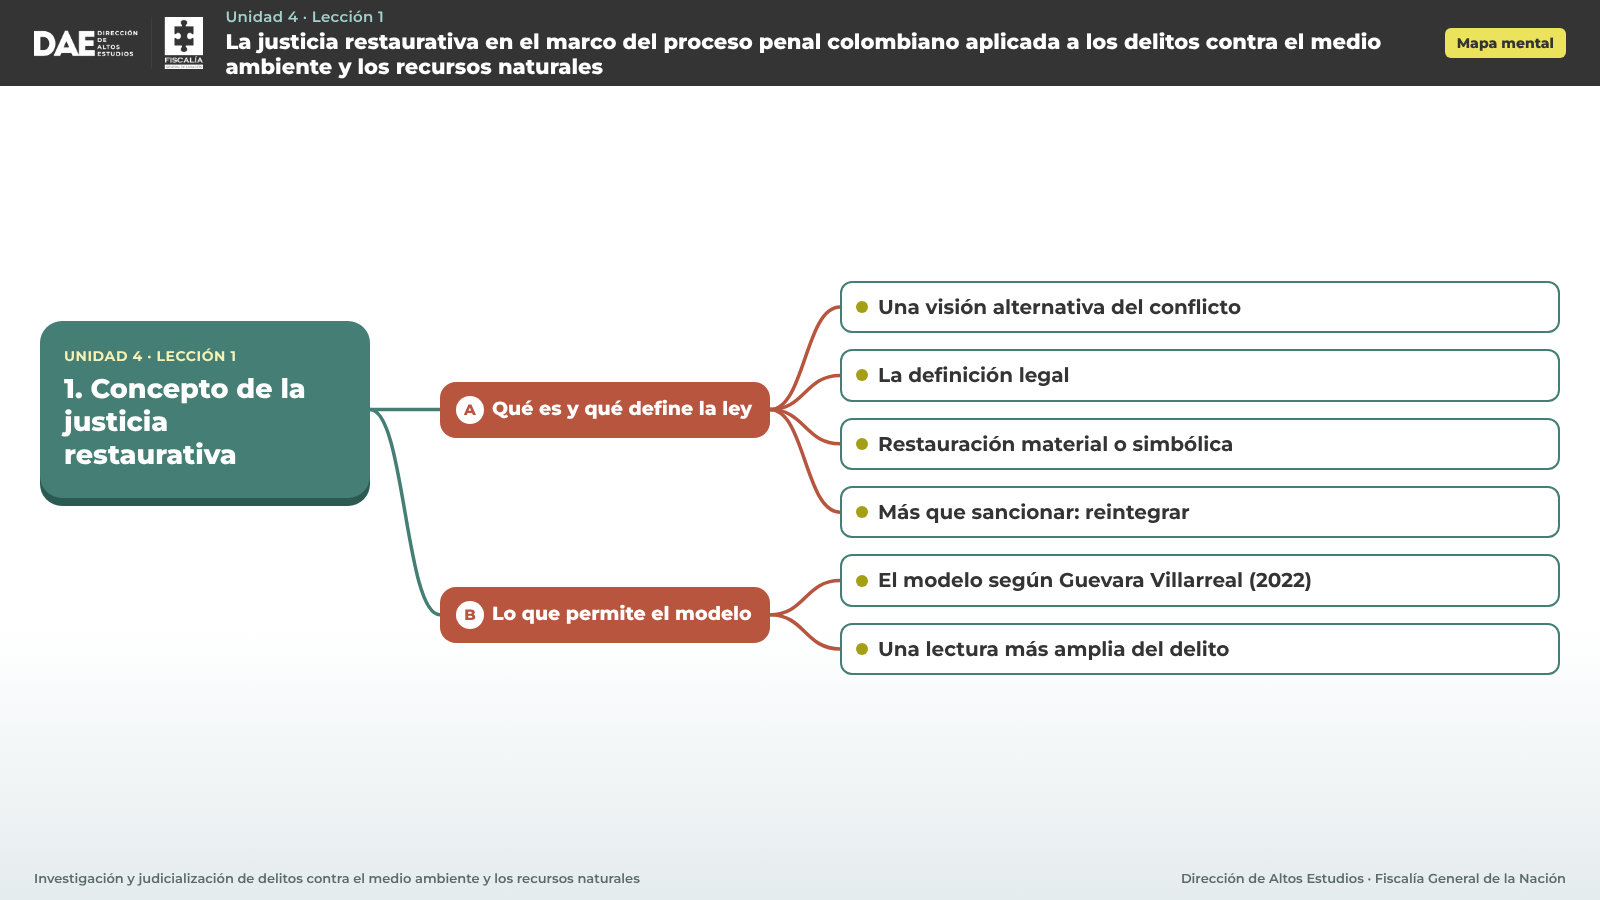 DAE DIRECCIÓN DE ALTOS ESTUDIOS
FISCALÍA
Unidad 4 · Lección 1
La justicia restaurativa en el marco del proceso penal colombiano aplicada a los delitos contra el medio
ambiente y los recursos naturales
Mapa mental
UNIDAD 4 · LECCIÓN 1
1. Concepto de la
justicia
restaurativa
A Qué es y qué define la ley
Una visión alternativa del conflicto
La definición legal
Restauración material o simbólica
Más que sancionar: reintegrar
B Lo que permite el modelo
El modelo según Guevara Villarreal (2022)
Una lectura más amplia del delito
Investigación y judicialización de delitos contra el medio ambiente y los recursos naturales
Dirección de Altos Estudios · Fiscalía General de la Nación